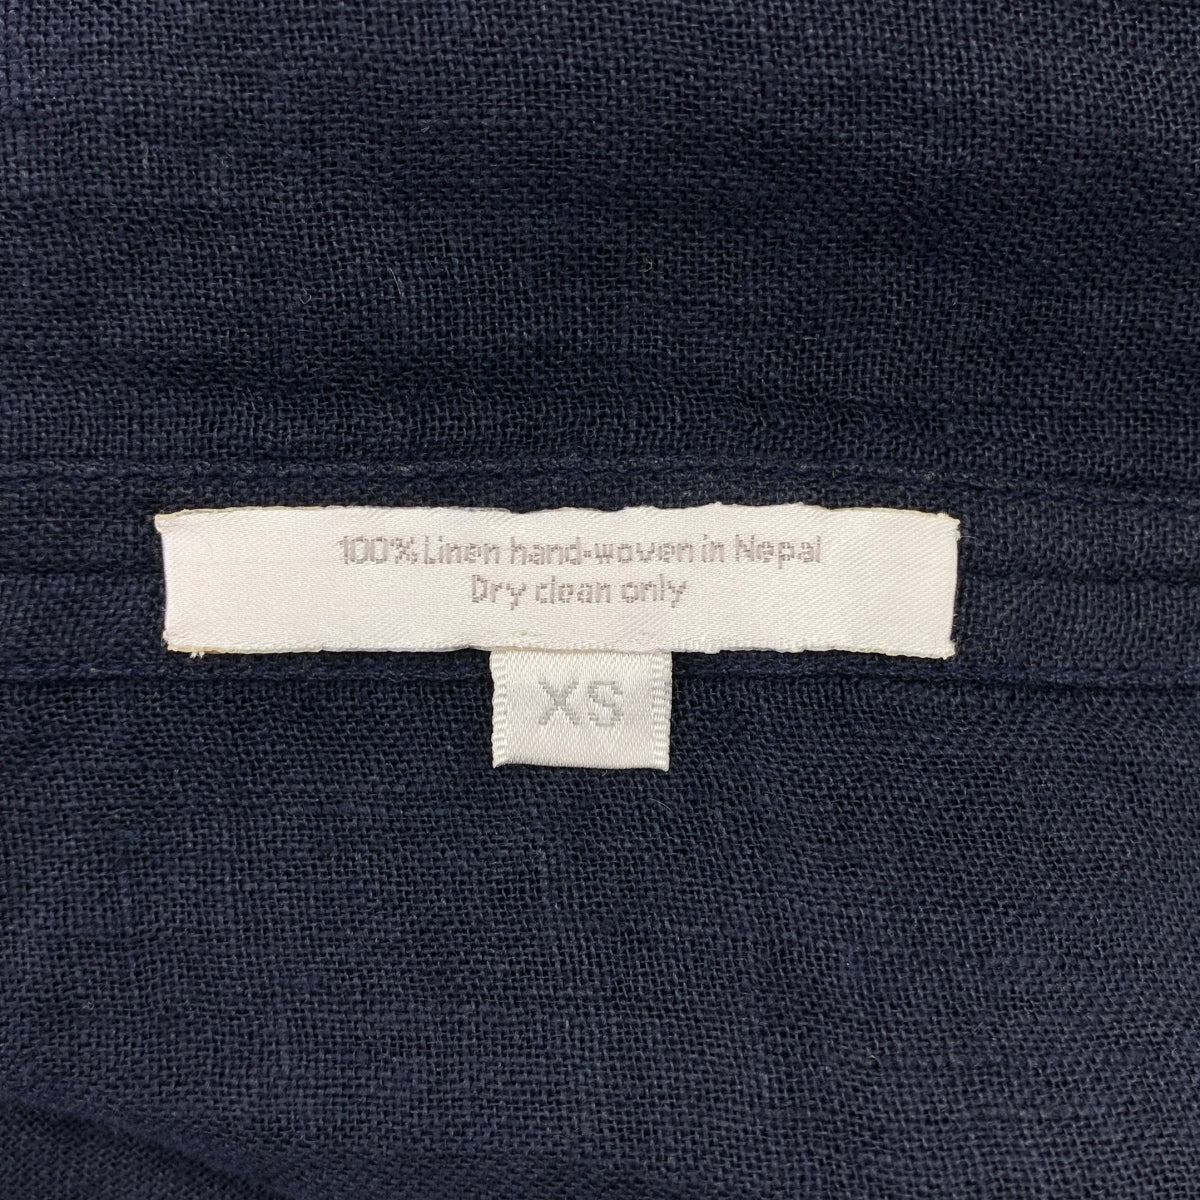 100% Linen hand-woven in Nepal
Dry clean only
XS